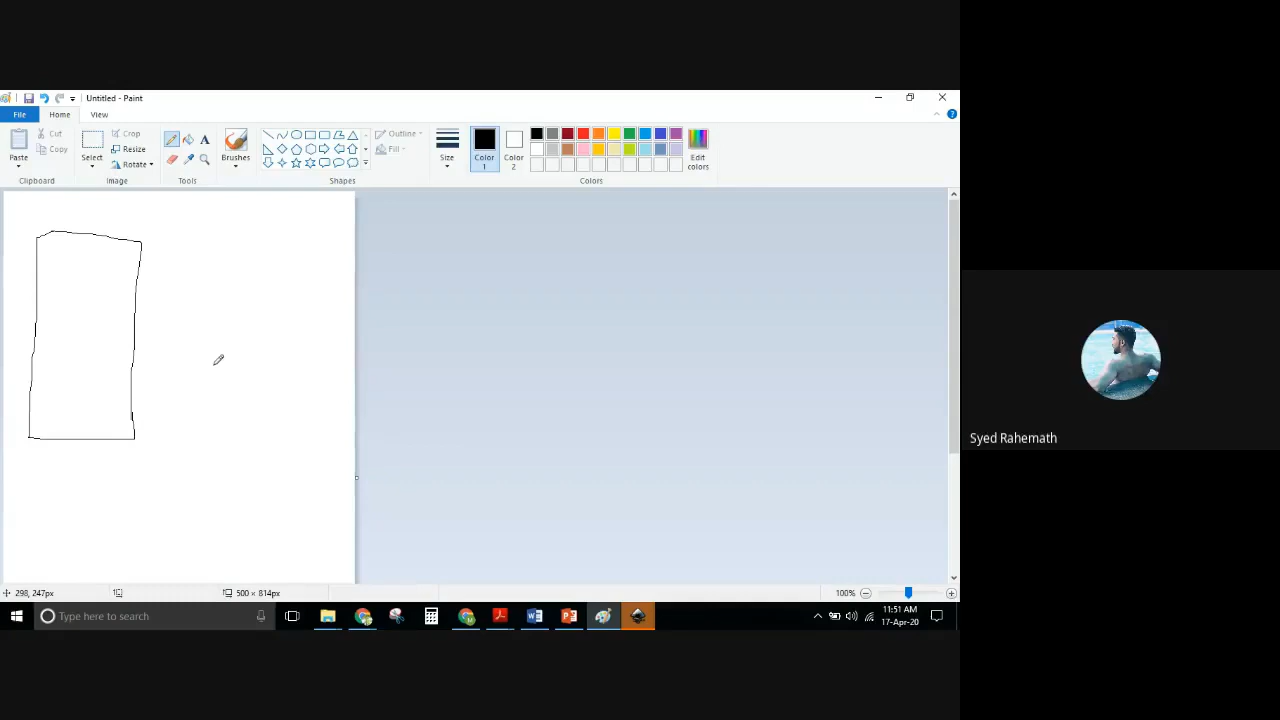 Untitled - Paint
File Home View
Paste
Cut
Copy
Clipboard
Select
Crop
Resize
Rotate
Image
A
Tools
Brushes
Outline
Fill
Shapes
Size
Color 1
Color 2
Edit colors
Colors
Syed Rahemath
298, 247px
500 × 814px
100%
Type here to search
11:51 AM
17-Apr-20